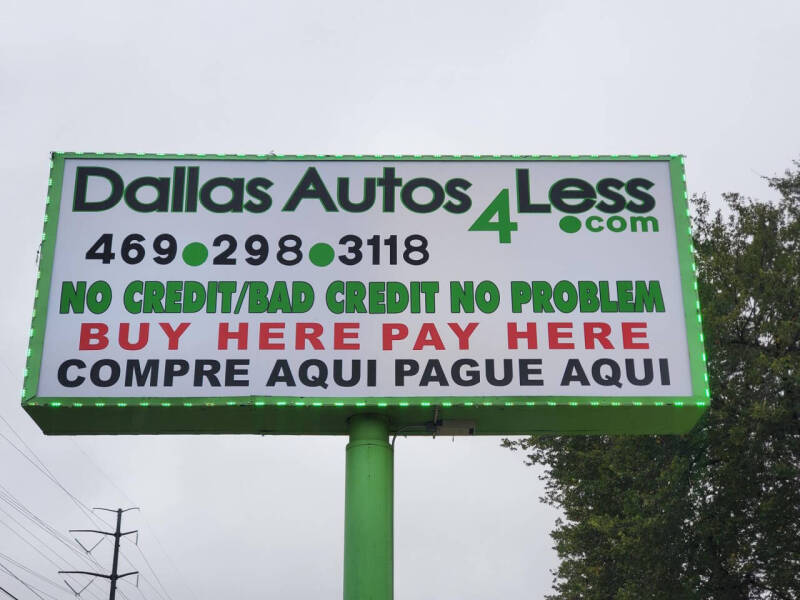 Dallas Autos 4 Less.com
469.298.3118
NO CREDIT/BAD CREDIT NO PROBLEM
BUY HERE PAY HERE
COMPRE AQUI PAGUE AQUI